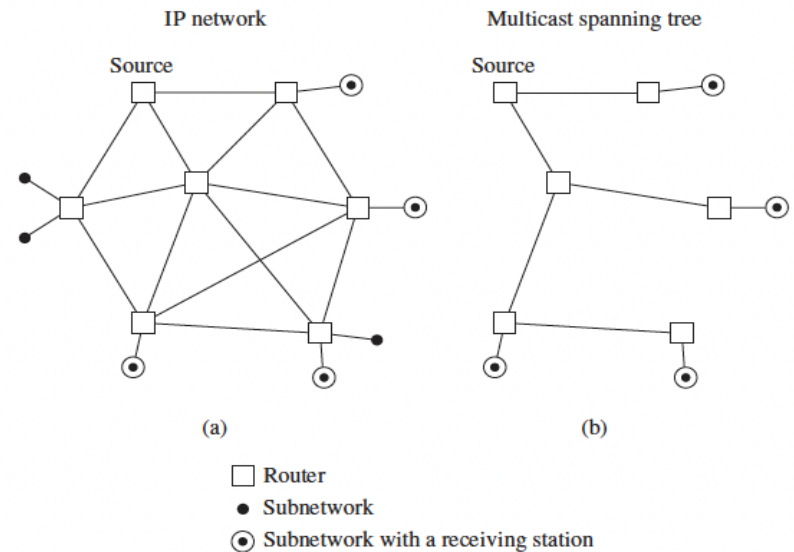 IP network
Multicast spanning tree
Source
Source
(a)
(b)
Router
Subnetwork
Subnetwork with a receiving station